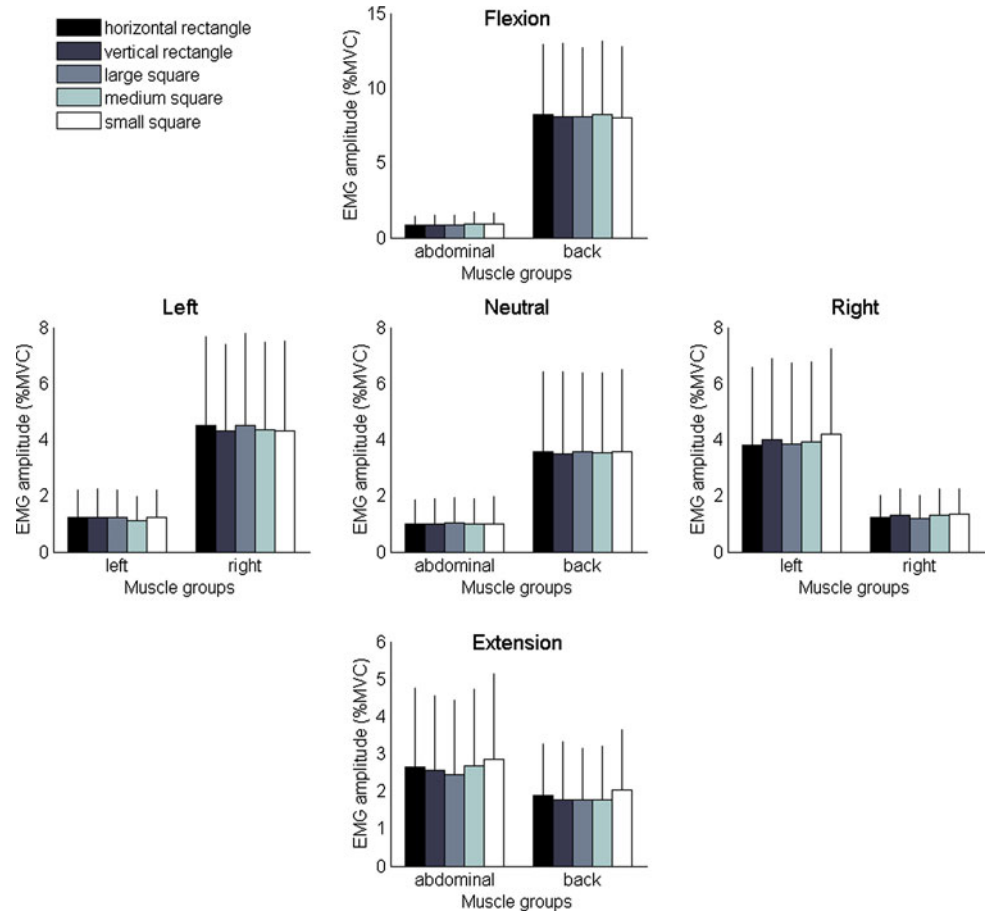 horizontal rectangle
vertical rectangle
large square
medium square
small square
Flexion
EMG amplitude (%MVC)
15
10
5
0
abdominal back
Muscle groups
Left
EMG amplitude (%MVC)
8
6
4
2
0
left right
Muscle groups
Neutral
EMG amplitude (%MVC)
8
6
4
2
0
abdominal back
Muscle groups
Right
EMG amplitude (%MVC)
8
6
4
2
0
left right
Muscle groups
Extension
EMG amplitude (%MVC)
6
5
4
3
2
1
0
abdominal back
Muscle groups